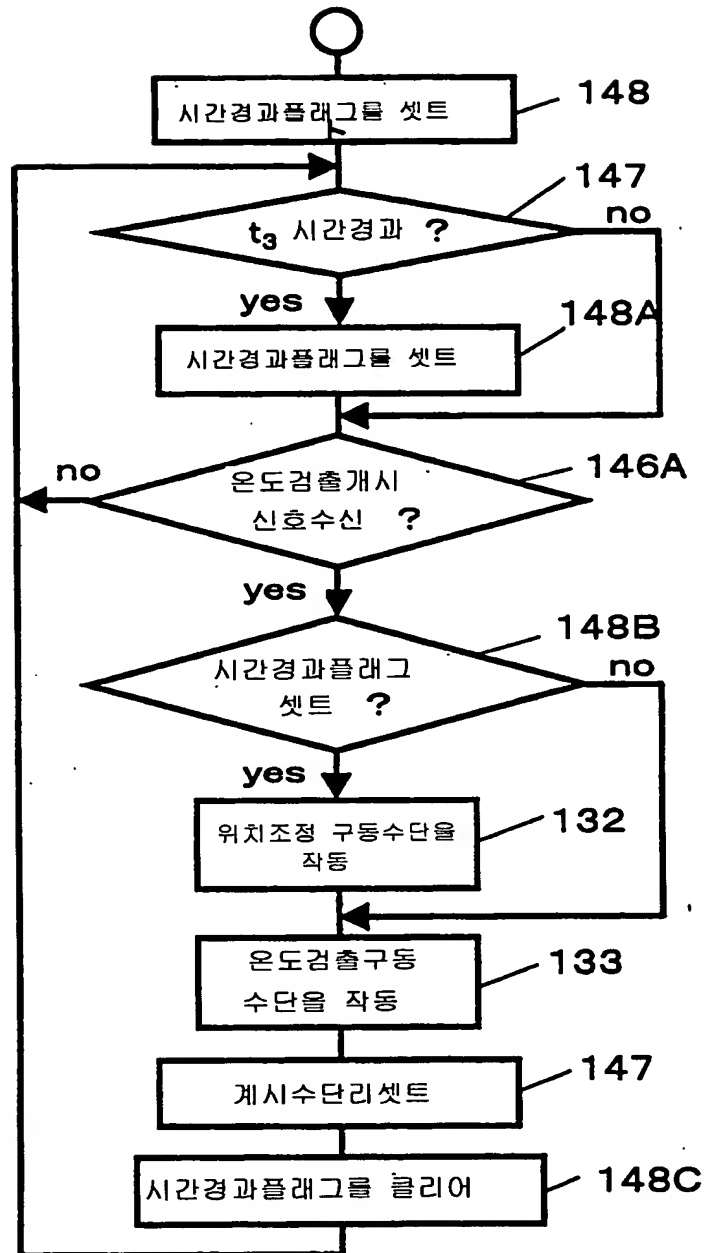 시간경과플래그를 셋트
148
147
t₃ 시간경과 ?
no
yes
148A
시간경과플래그를 셋트
no
온도검출개시
신호수신 ?
146A
yes
148B
시간경과플래그
셋트 ?
no
yes
위치조정 구동수단을
작동
132
온도검출구동
수단을 작동
133
계시수단리셋트
147
시간경과플래그를 클리어
148C